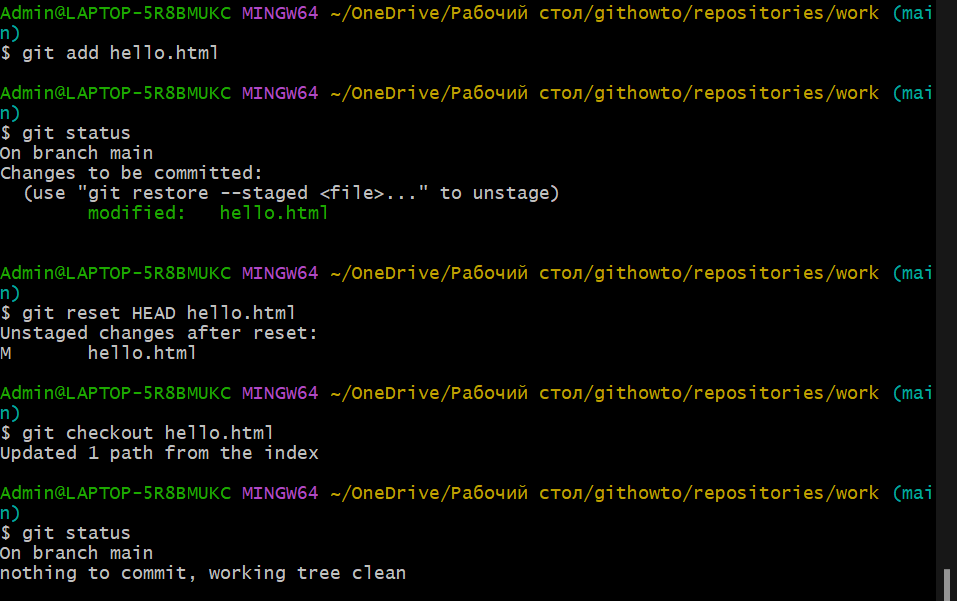 Admin@LAPTOP-5R8BMUKC MINGW64 ~/OneDrive/Рабочий стол/githowto/repositories/work (mai
n)
$ git add hello.html
Admin@LAPTOP-5R8BMUKC MINGW64 ~/OneDrive/Рабочий стол/githowto/repositories/work (mai
n)
$ git status
On branch main
Changes to be committed:
  (use "git restore --staged <file>..." to unstage)
        modified:   hello.html
Admin@LAPTOP-5R8BMUKC MINGW64 ~/OneDrive/Рабочий стол/githowto/repositories/work (mai
n)
$ git reset HEAD hello.html
Unstaged changes after reset:
M       hello.html
Admin@LAPTOP-5R8BMUKC MINGW64 ~/OneDrive/Рабочий стол/githowto/repositories/work (mai
n)
$ git checkout hello.html
Updated 1 path from the index
Admin@LAPTOP-5R8BMUKC MINGW64 ~/OneDrive/Рабочий стол/githowto/repositories/work (mai
n)
$ git status
On branch main
nothing to commit, working tree clean